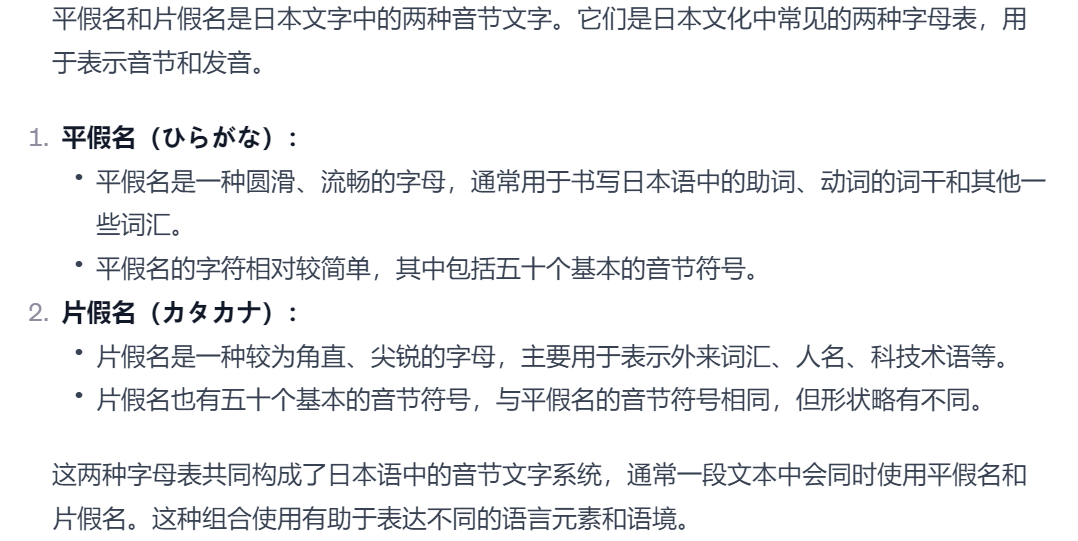 平假名和片假名是日本文字中的两种音节文字。它们是日本文化中常见的两种字母表，用
于表示音节和发音。
1. 平假名（ひらがな）：
• 平假名是一种圆滑、流畅的字母，通常用于书写日本语中的助词、动词的词干和其他一
些词汇。
• 平假名的字符相对较简单，其中包括五十个基本的音节符号。
2. 片假名（カタカナ）：
• 片假名是一种较为角直、尖锐的字母，主要用于表示外来词汇、人名、科技术语等。
• 片假名也有五十个基本的音节符号，与平假名的音节符号相同，但形状略有不同。
这两种字母表共同构成了日本语中的音节文字系统，通常一段文本中会同时使用平假名和
片假名。这种组合使用有助于表达不同的语言元素和语境。